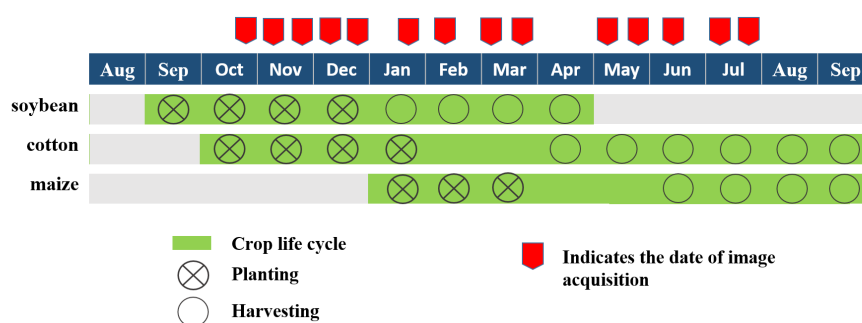 Aug Sep Oct Nov Dec Jan Feb Mar Apr May Jun Jul Aug Sep
soybean
cotton
maize
Crop life cycle
Planting
Harvesting
Indicates the date of image
acquisition